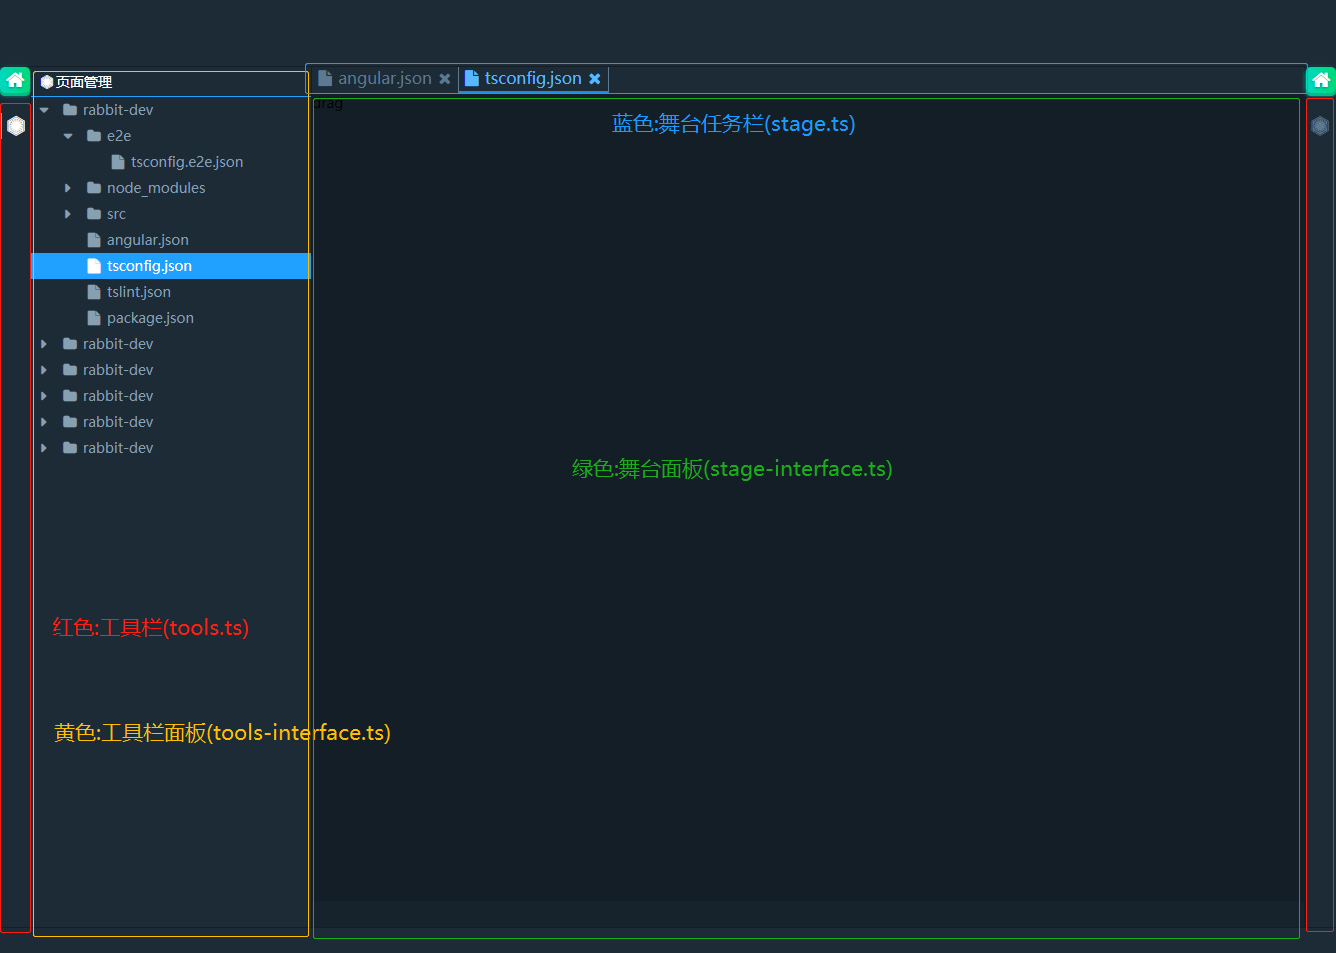 页面管理
angular.json
tsconfig.json
drag
rabbit-dev
e2e
tsconfig.e2e.json
node_modules
src
angular.json
tsconfig.json
tslint.json
package.json
rabbit-dev
rabbit-dev
rabbit-dev
rabbit-dev
rabbit-dev
蓝色:舞台任务栏(stage.ts)
绿色:舞台面板(stage-interface.ts)
红色:工具栏(tools.ts)
黄色:工具栏面板(tools-interface.ts)